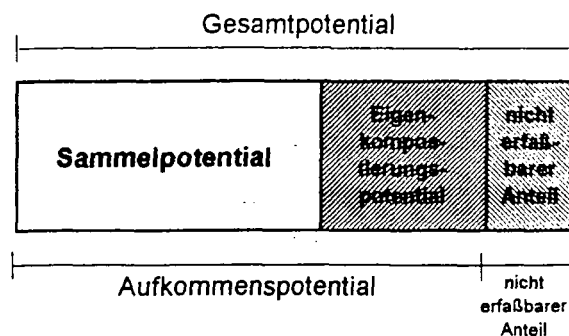 Gesamtpotential
Sammelpotential
Eigen-
kompos-
tierungs-
potential
nicht
erfaß-
barer
Anteil
Aufkommenspotential
nicht
erfaßbarer
Anteil